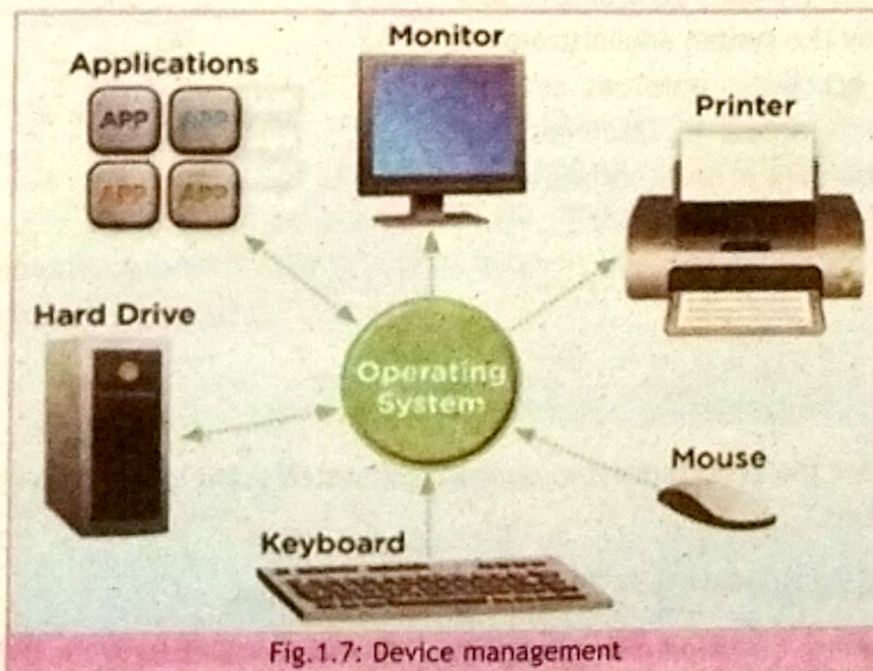 Monitor
Applications
Printer
APP APP
APP APP
Hard Drive
Operating
System
Mouse
Keyboard
Fig.1.7: Device management